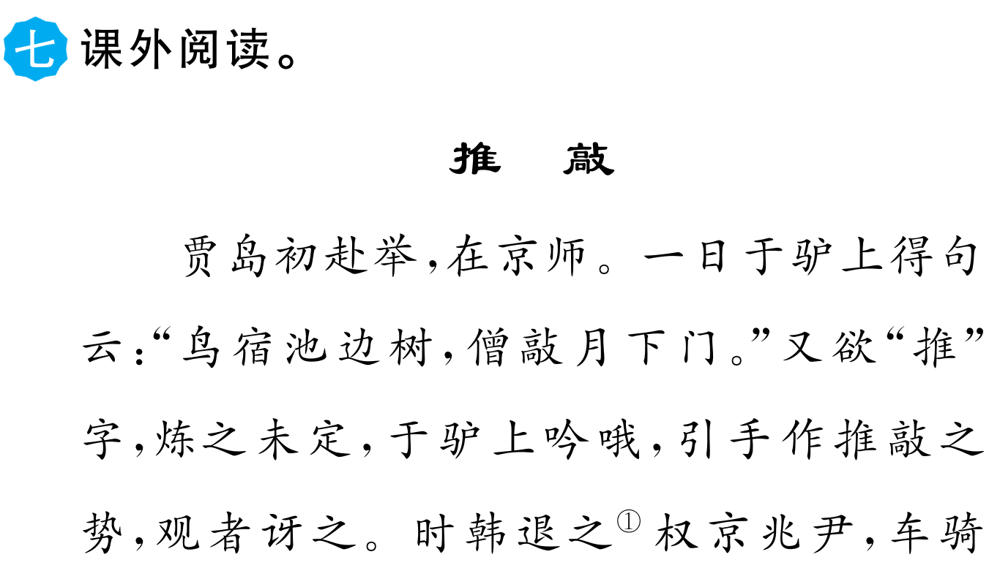 七 课外阅读。
推 敲
贾岛初赴举,在京师。一日于驴上得句
云:“鸟宿池边树,僧敲月下门。”又欲“推”
字,炼之未定,于驴上吟哦,引手作推敲之
势,观者讶之。时韩退之①权京兆尹,车骑